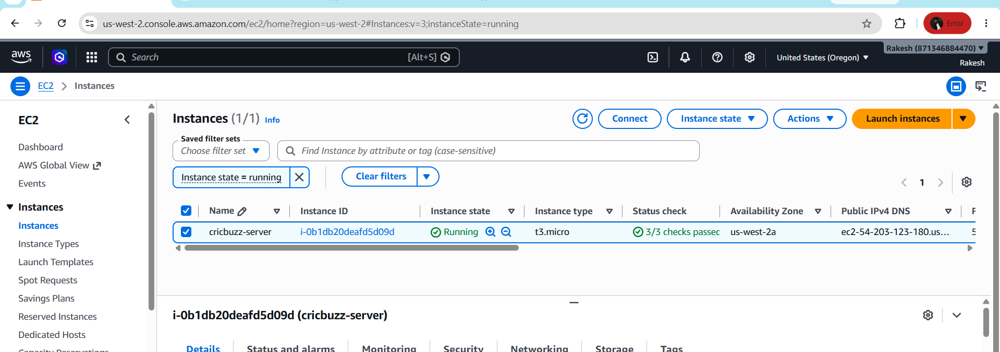 us-west-2.console.aws.amazon.com/ec2/home?region=us-west-2#Instances:v=3;instanceState=running
Error
aws
Search
[Alt+S]
United States (Oregon)
Rakesh (871346884470)
Rakesh
EC2
Instances
EC2
Dashboard
AWS Global View
Events
Instances
Instances
Instance Types
Launch Templates
Spot Requests
Savings Plans
Reserved Instances
Dedicated Hosts
Capacity Reservations
Instances (1/1) Info
Connect
Instance state
Actions
Launch instances
Saved filter sets
Choose filter set
Find Instance by attribute or tag (case-sensitive)
Instance state = running
Clear filters
1
Name Instance ID Instance state Instance type Status check Availability Zone Public IPv4 DNS
cricbuzz-server i-0b1db20deafd5d09d Running t3.micro 3/3 checks passed us-west-2a ec2-54-203-123-180.us... 5
i-0b1db20deafd5d09d (cricbuzz-server)
Details Status and alarms Monitoring Security Networking Storage Tags